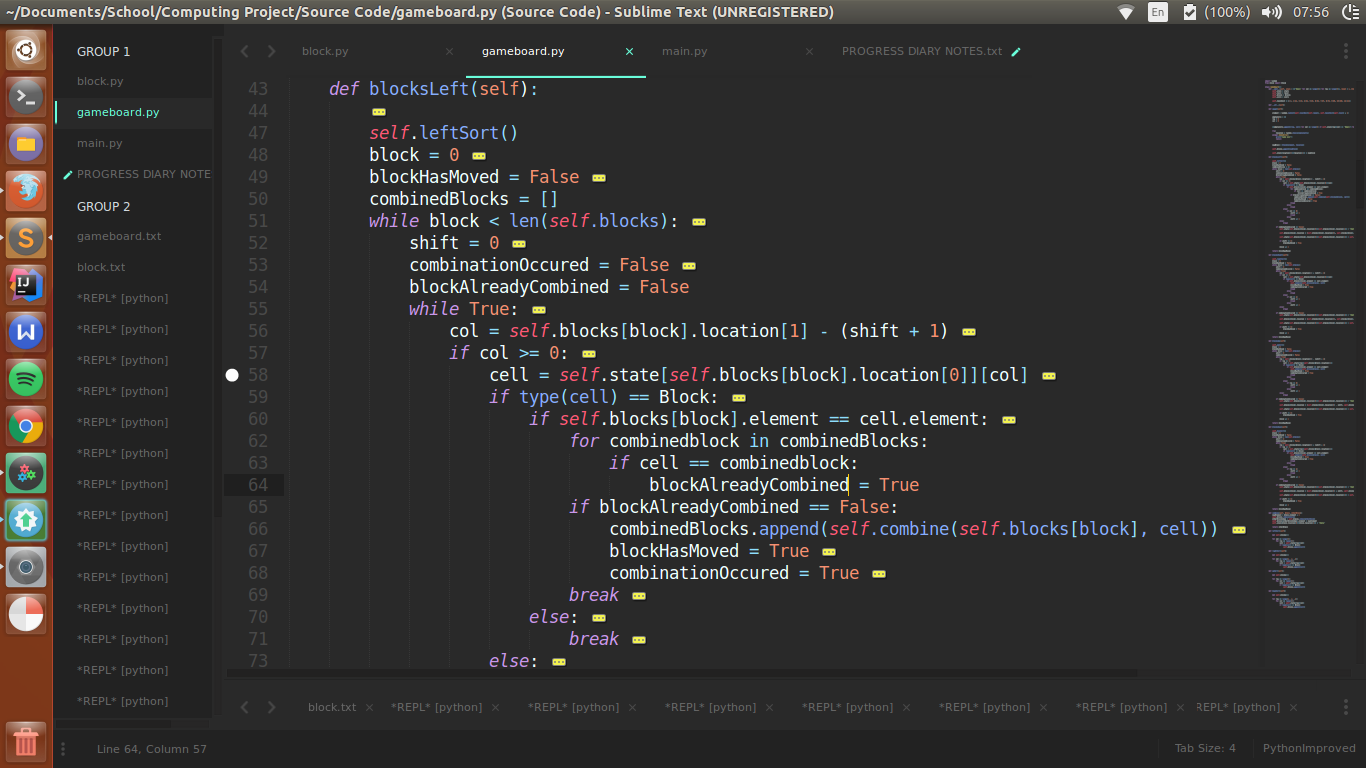 ~/Documents/School/Computing Project/Source Code/gameboard.py (Source Code) - Sublime Text (UNREGISTERED)
En
(100%)
07:56
GROUP 1
block.py
gameboard.py
main.py
PROGRESS DIARY NOTE
GROUP 2
gameboard.txt
block.txt
*REPL* [python]
*REPL* [python]
*REPL* [python]
*REPL* [python]
*REPL* [python]
*REPL* [python]
*REPL* [python]
*REPL* [python]
*REPL* [python]
*REPL* [python]
*REPL* [python]
*REPL* [python]
*REPL* [python]
*REPL* [python]
block.py × gameboard.py × main.py × PROGRESS DIARY NOTES.txt
43 def blocksLeft(self):
44
47 self.leftSort()
48 block = 0
49 blockHasMoved = False
50 combinedBlocks = []
51 while block < len(self.blocks):
52 shift = 0
53 combinationOccured = False
54 blockAlreadyCombined = False
55 while True:
56 col = self.blocks[block].location[1] - (shift + 1)
57 if col >= 0:
58 cell = self.state[self.blocks[block].location[0]][col]
59 if type(cell) == Block:
60 if self.blocks[block].element == cell.element:
62 for combinedblock in combinedBlocks:
63 if cell == combinedblock:
64 blockAlreadyCombined = True
65 if blockAlreadyCombined == False:
66 combinedBlocks.append(self.combine(self.blocks[block], cell))
67 blockHasMoved = True
68 combinationOccured = True
69 break
70 else:
71 break
73 else:
block.txt × *REPL* [python] × *REPL* [python] × *REPL* [python] × *REPL* [python] × *REPL* [python] × *REPL* [python] × REPL* [python] ×
Line 64, Column 57
Tab Size: 4
PythonImproved